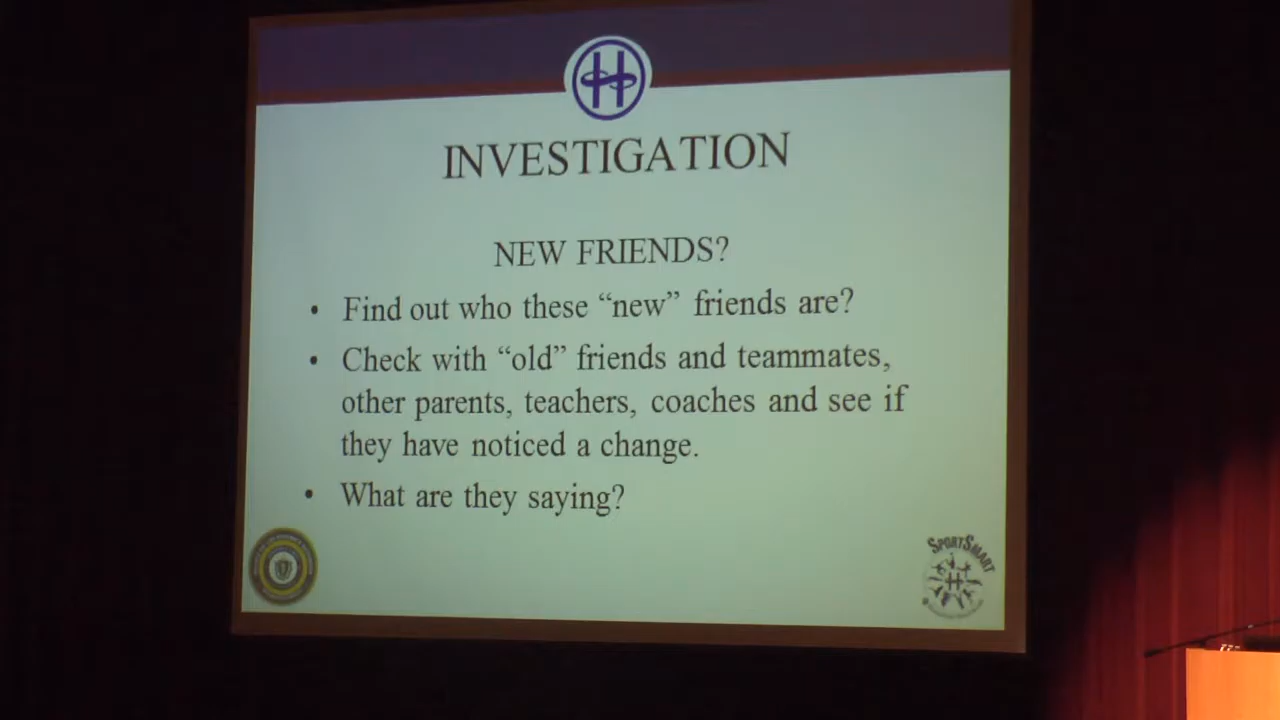 INVESTIGATION
NEW FRIENDS?
• Find out who these “new” friends are?
• Check with “old” friends and teammates,
other parents, teachers, coaches and see if
they have noticed a change.
• What are they saying?
SPORTSMART